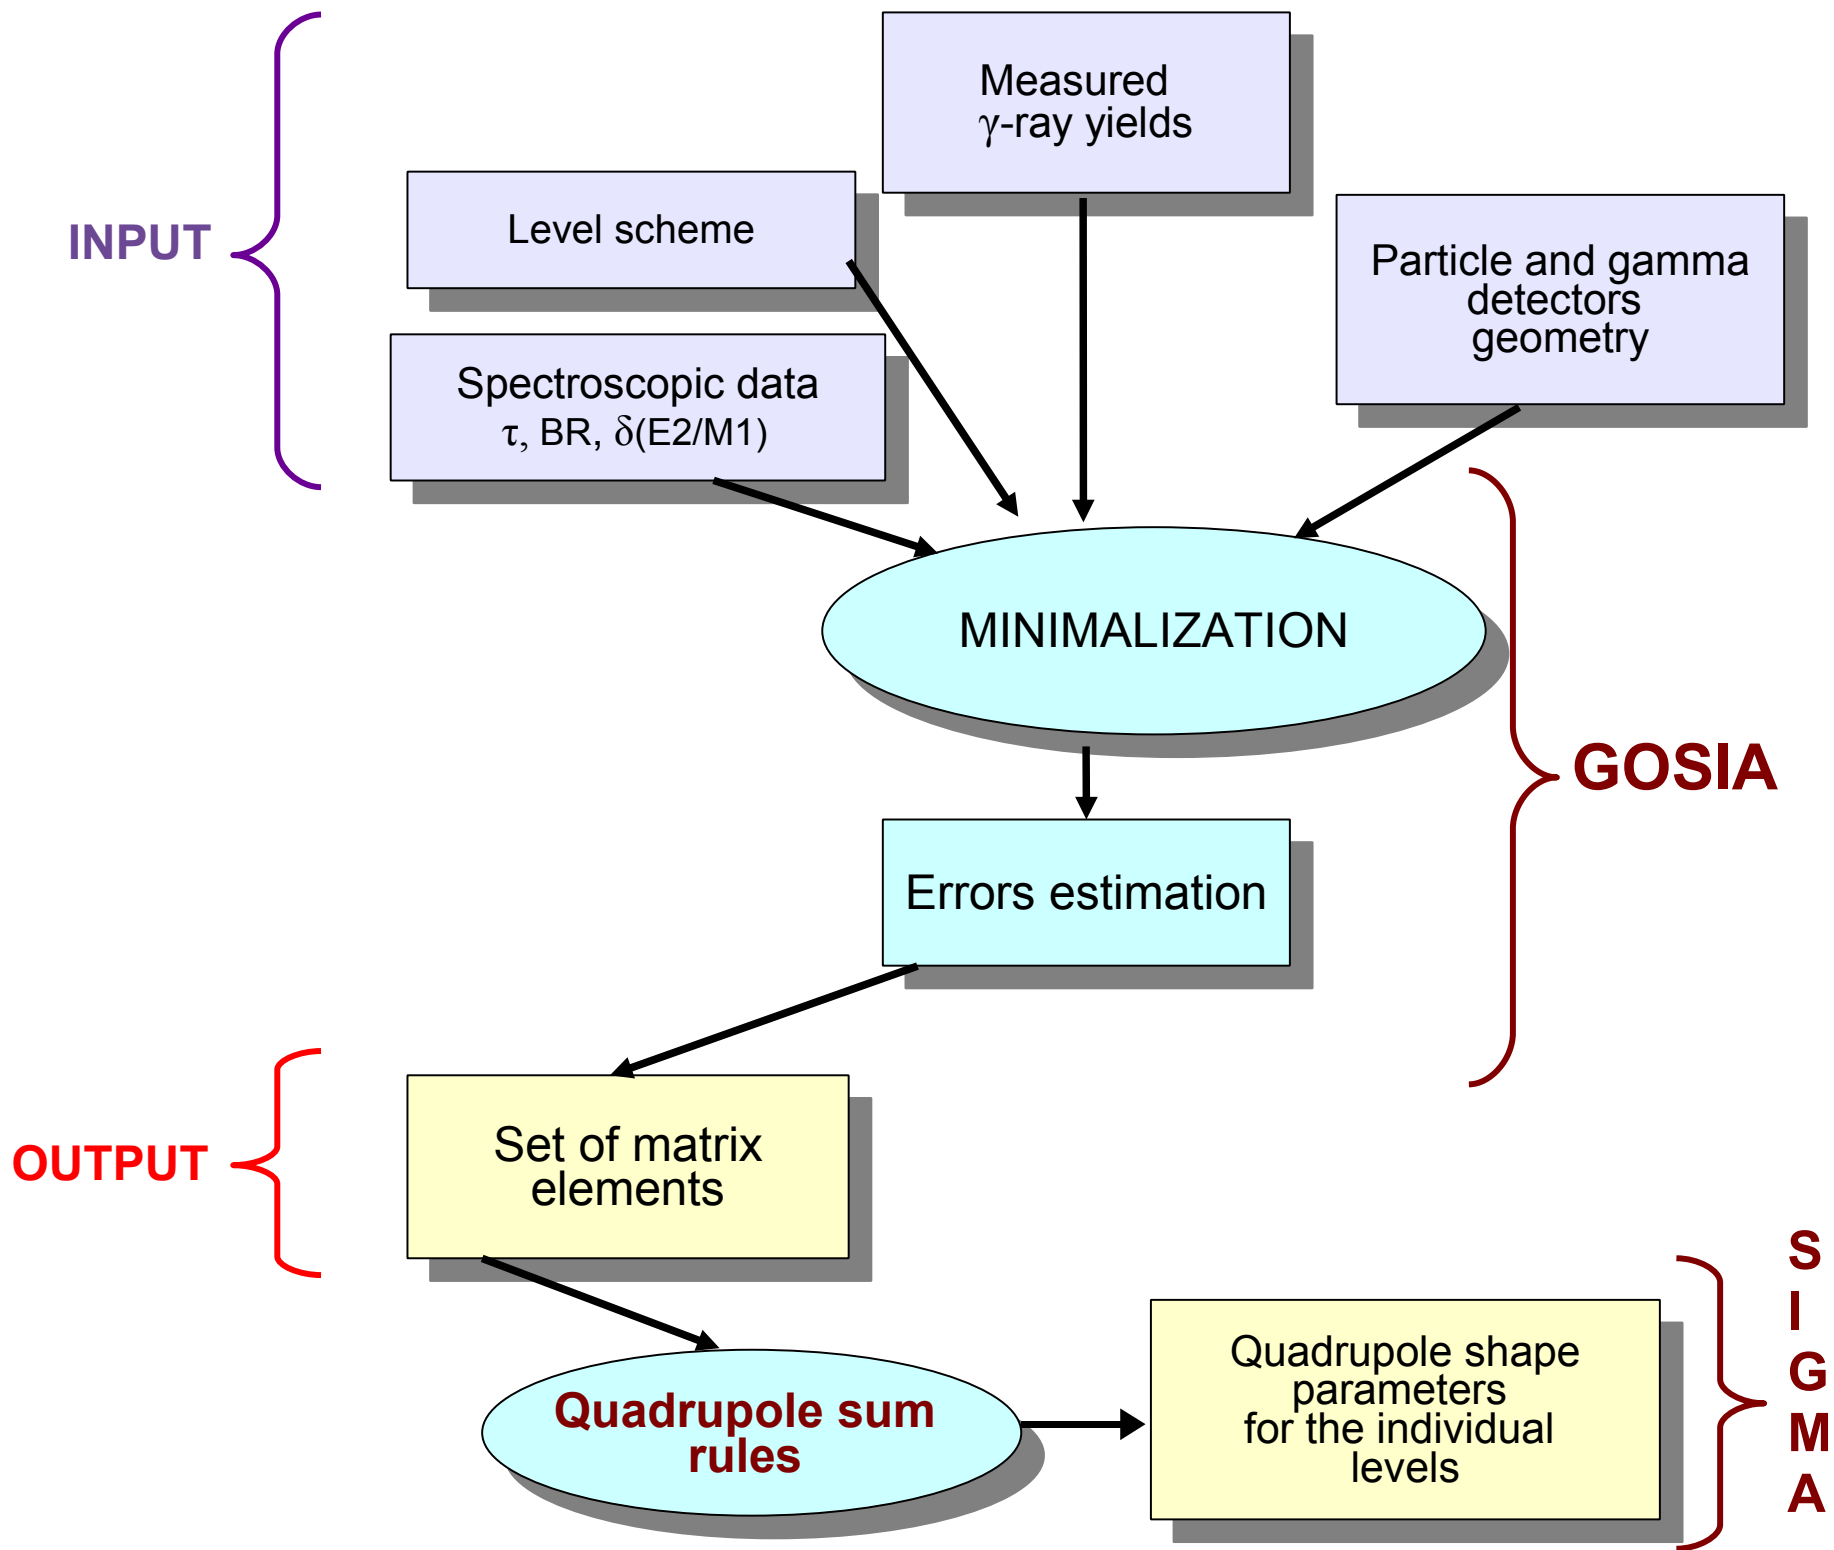 Measured
γ-ray yields
Level scheme
INPUT
Particle and gamma
detectors
geometry
Spectroscopic data
τ, BR, δ(E2/M1)
MINIMALIZATION
GOSIA
Errors estimation
Set of matrix
elements
OUTPUT
Quadrupole sum
rules
Quadrupole shape
parameters
for the individual
levels
S
I
G
M
A